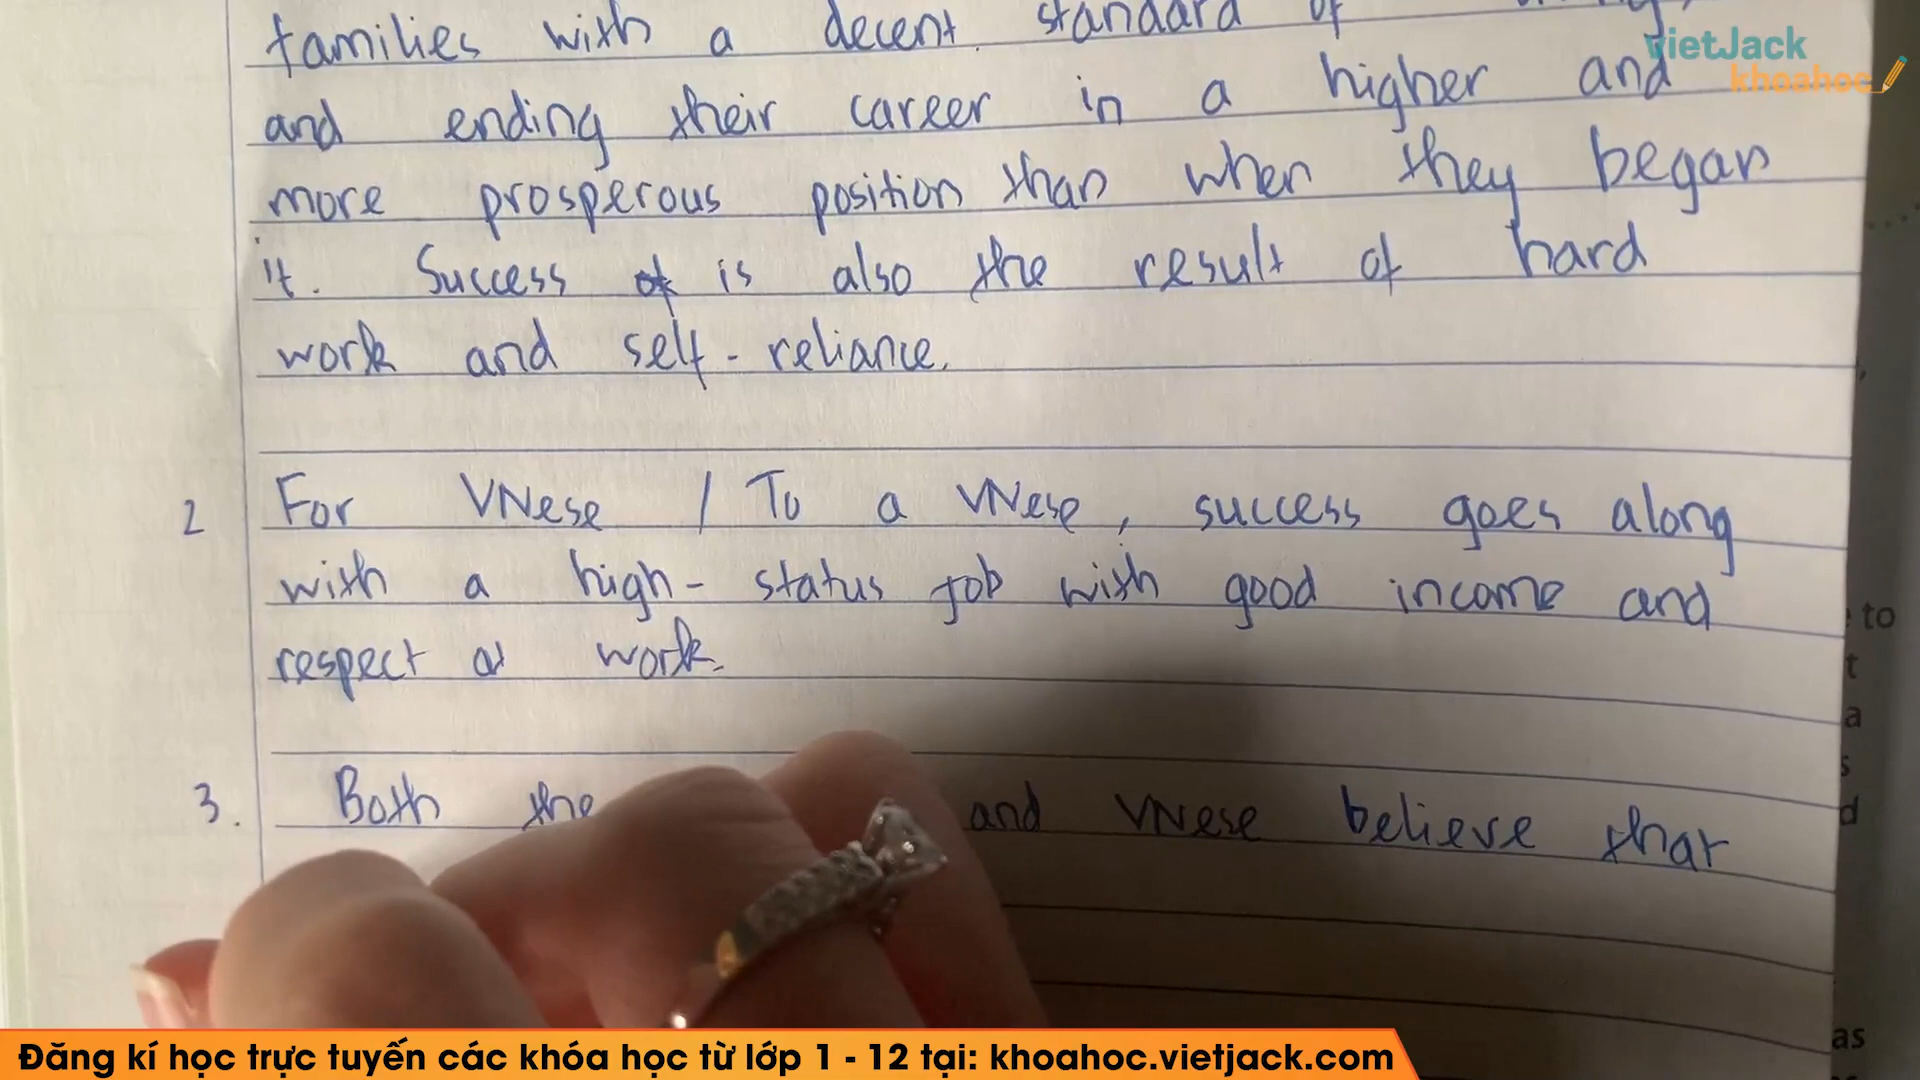 families with a decent standard of
and ending their career in a higher and
more prosperous position than when they began
it. Success of is also the result of hard
work and self-reliance.
2 For VNese / To a VNese, success goes along
with a high-status job with good income and
respect at work.
3. Both the and VNese believe that
vietJack
khoahoc
to
t
a
s
d
as
Đăng kí học trực tuyến các khóa học từ lớp 1 - 12 tại: khoahoc.vietjack.com